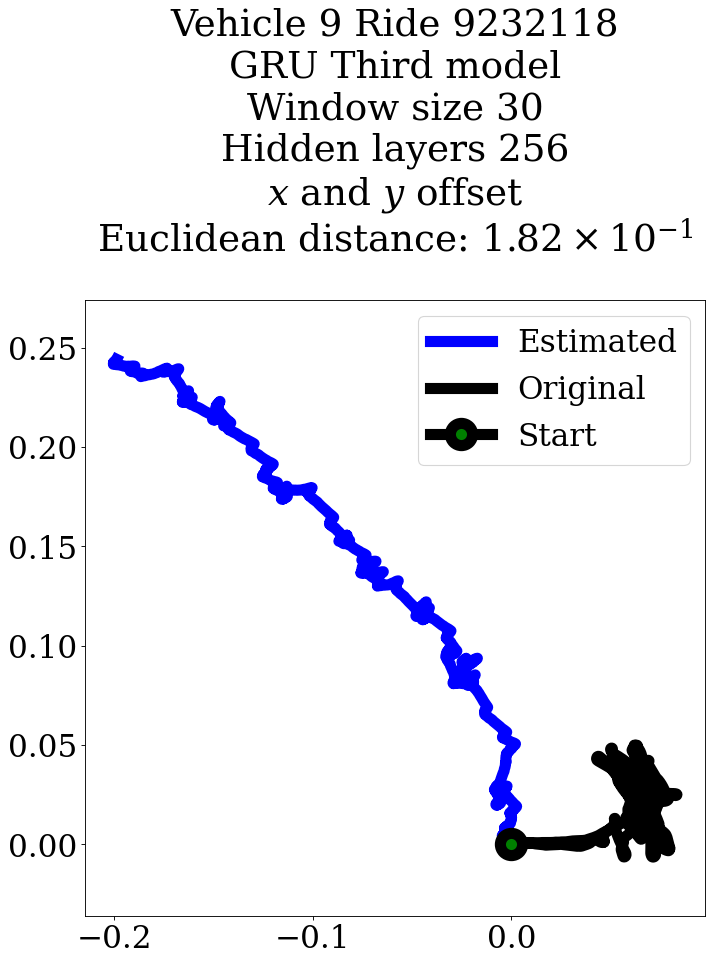 Vehicle 9 Ride 9232118
GRU Third model
Window size 30
Hidden layers 256
x and y offset
Euclidean distance: 1.82 × 10⁻¹
Estimated
Original
Start
0.25
0.20
0.15
0.10
0.05
0.00
−0.2
−0.1
0.0